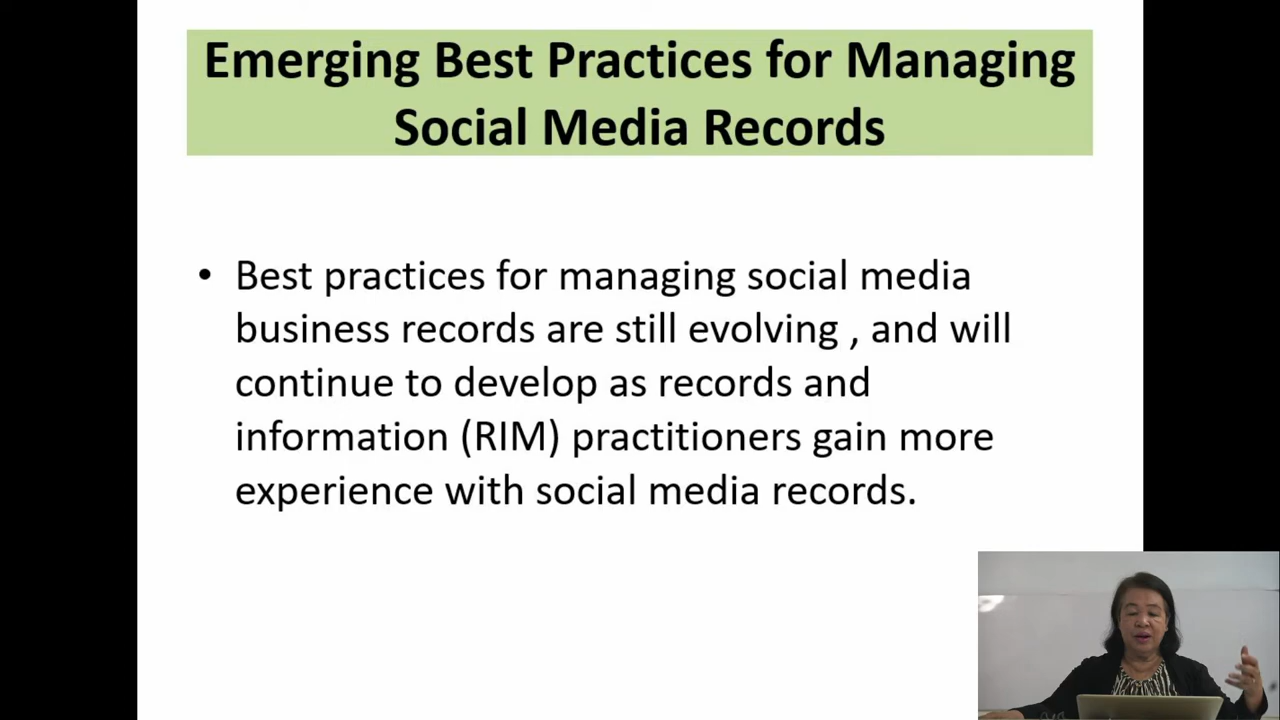 Emerging Best Practices for Managing
Social Media Records
• Best practices for managing social media
business records are still evolving , and will
continue to develop as records and
information (RIM) practitioners gain more
experience with social media records.